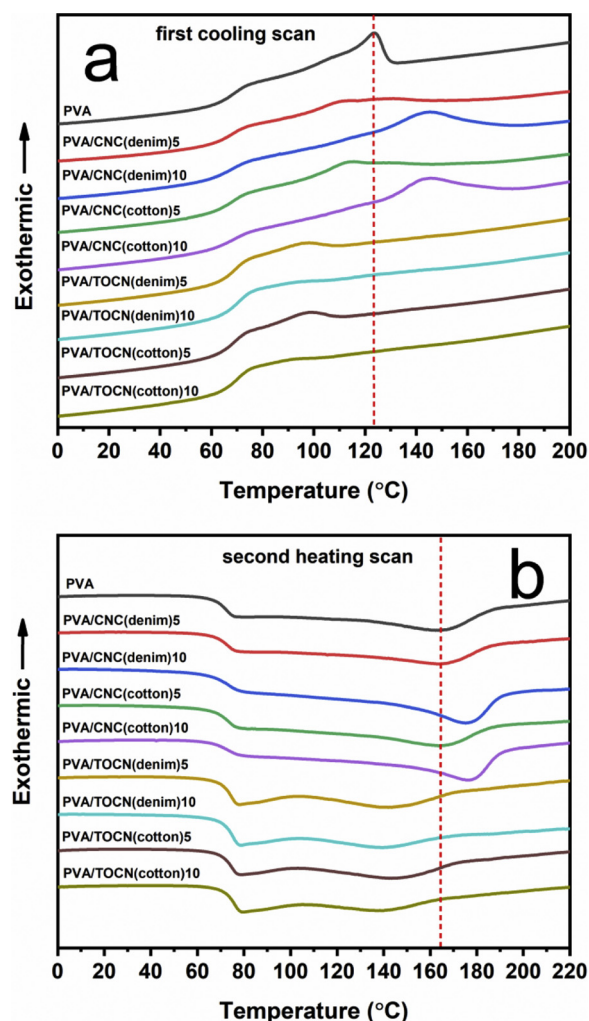 first cooling scan
a
PVA
PVA/CNC(denim)5
PVA/CNC(denim)10
PVA/CNC(cotton)5
PVA/CNC(cotton)10
PVA/TOCN(denim)5
PVA/TOCN(denim)10
PVA/TOCN(cotton)5
PVA/TOCN(cotton)10
Exothermic
0 20 40 60 80 100 120 140 160 180 200
Temperature (°C)
second heating scan
b
PVA
PVA/CNC(denim)5
PVA/CNC(denim)10
PVA/CNC(cotton)5
PVA/CNC(cotton)10
PVA/TOCN(denim)5
PVA/TOCN(denim)10
PVA/TOCN(cotton)5
PVA/TOCN(cotton)10
Exothermic
0 20 40 60 80 100 120 140 160 180 200 220
Temperature (°C)